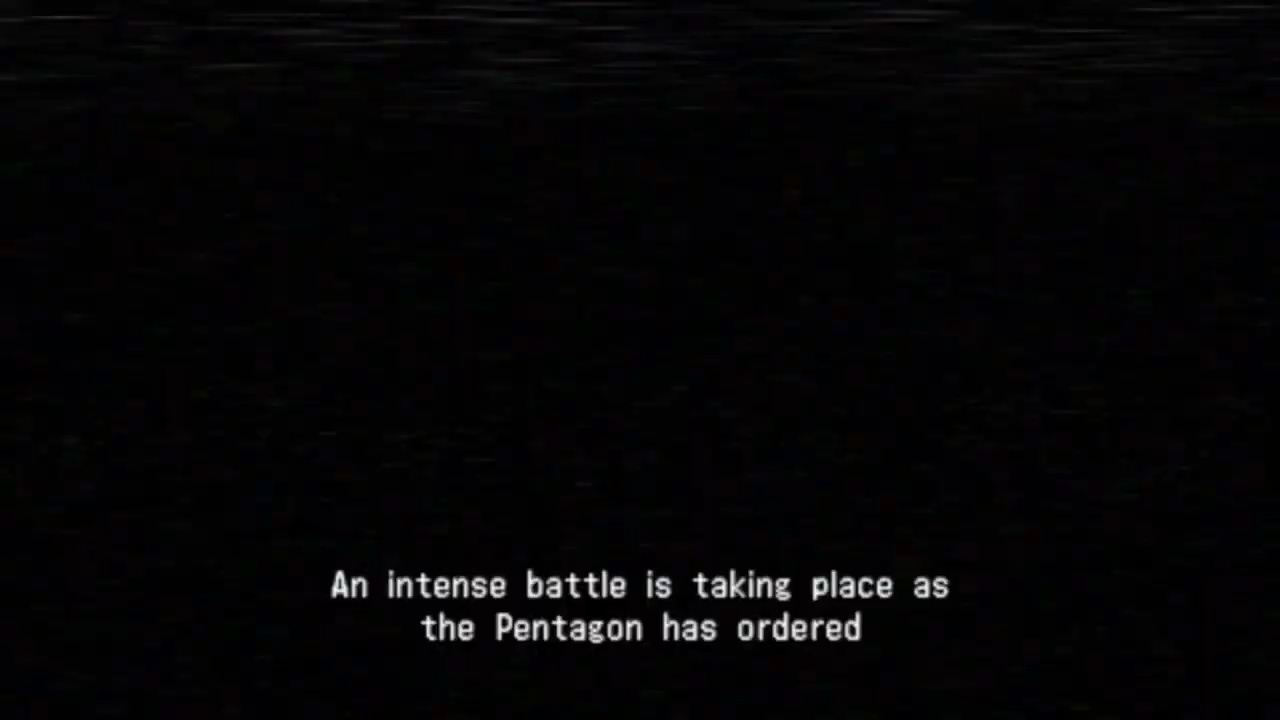 An intense battle is taking place as
the Pentagon has ordered